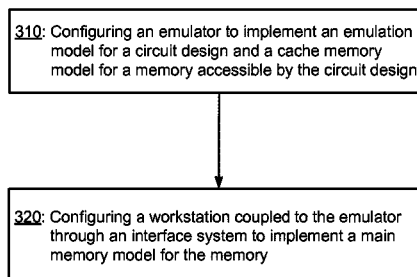 310: Configuring an emulator to implement an emulation
model for a circuit design and a cache memory
model for a memory accessible by the circuit design
320: Configuring a workstation coupled to the emulator
through an interface system to implement a main
memory model for the memory